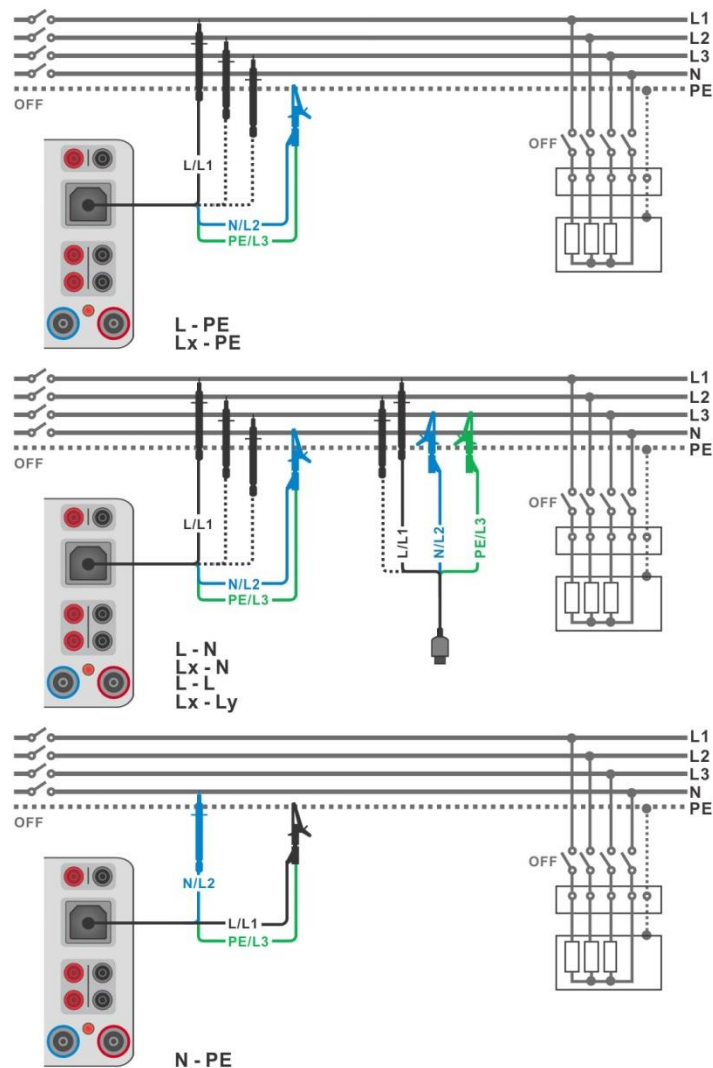 L1
L2
L3
N
PE
OFF
OFF
L/L1
N/L2
PE/L3
L - PE
Lx - PE
L1
L2
L3
N
PE
OFF
OFF
L/L1
L/L1
N/L2
PE/L3
N/L2
PE/L3
L - N
Lx - N
L - L
Lx - Ly
L1
L2
L3
N
PE
OFF
OFF
N/L2
L/L1
PE/L3
N - PE